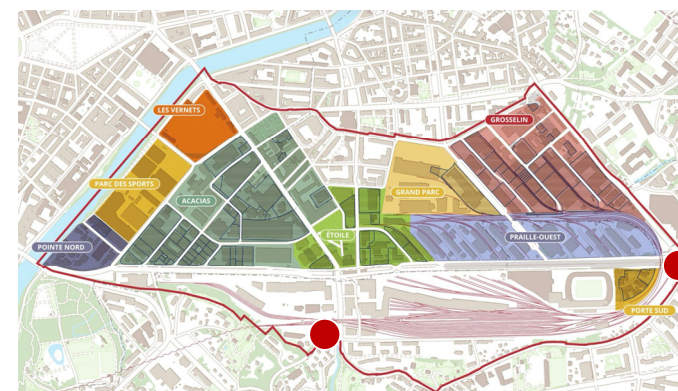 LES VERNETS
GROSSELIN
PARC DES SPORTS
GRAND PARC
ACACIAS
ÉTOILE
PRAILLE-OUEST
POINTE NORD
PORTE SUD